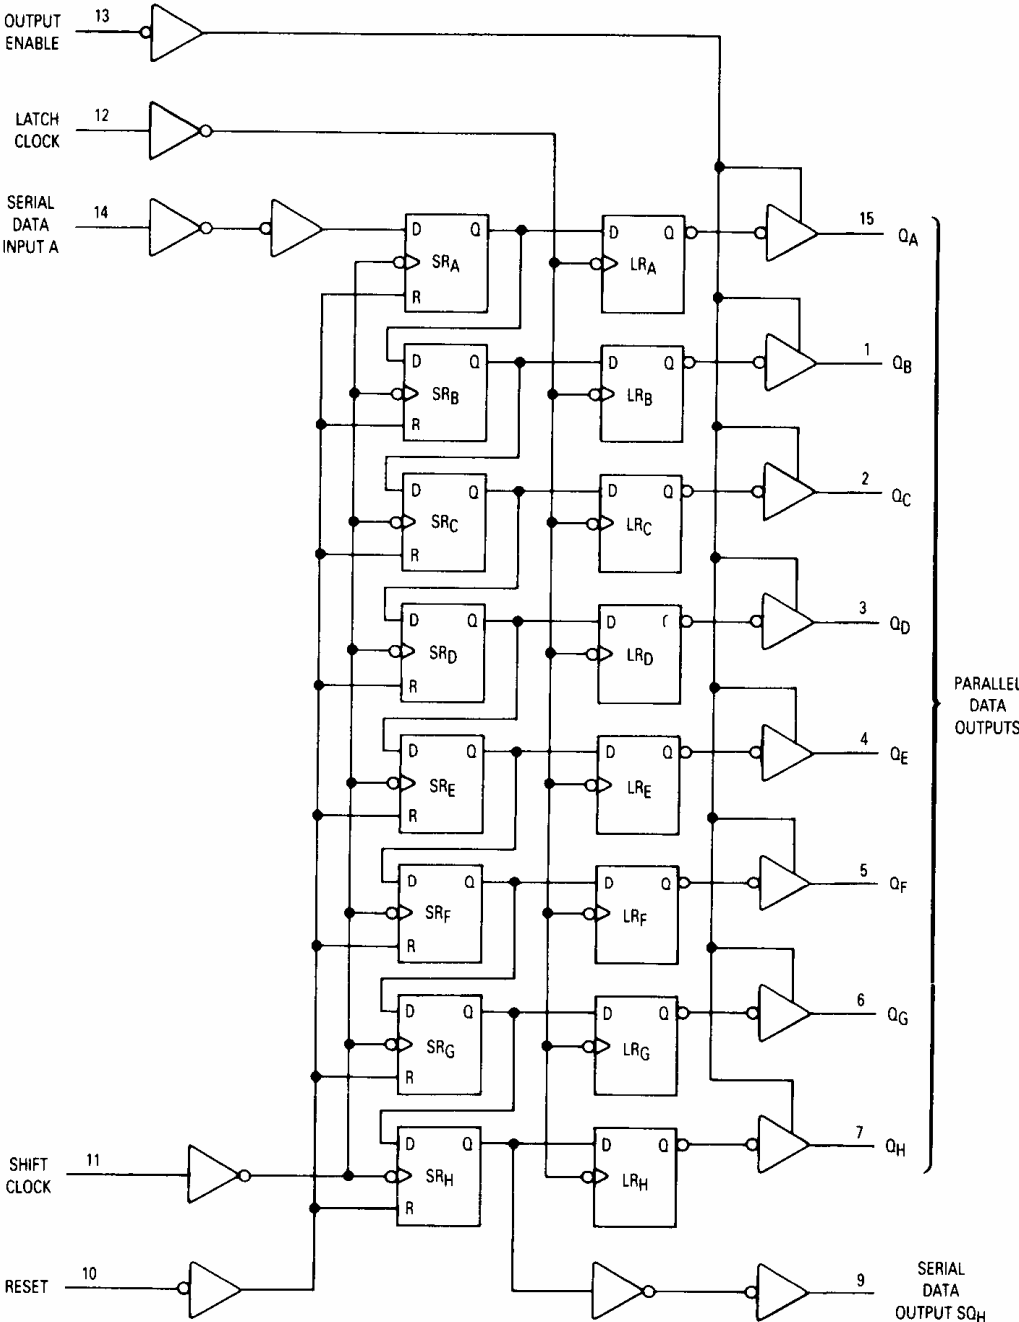 OUTPUT
ENABLE
13
LATCH
CLOCK
12
SERIAL
DATA
INPUT A
14
D Q
SRA
R
D Q
LRA
15
QA
D Q
SRB
R
D Q
LRB
1
QB
D Q
SRC
R
D Q
LRC
2
QC
D Q
SRD
R
D
LRD
3
QD
D Q
SRE
R
D Q
LRE
4
QE
D Q
SRF
R
D Q
LRF
5
QF
D Q
SRG
R
D Q
LRG
6
QG
D Q
SRH
R
D Q
LRH
7
QH
PARALLEL
DATA
OUTPUTS
SHIFT
CLOCK
11
RESET
10
9
SERIAL
DATA
OUTPUT SQH